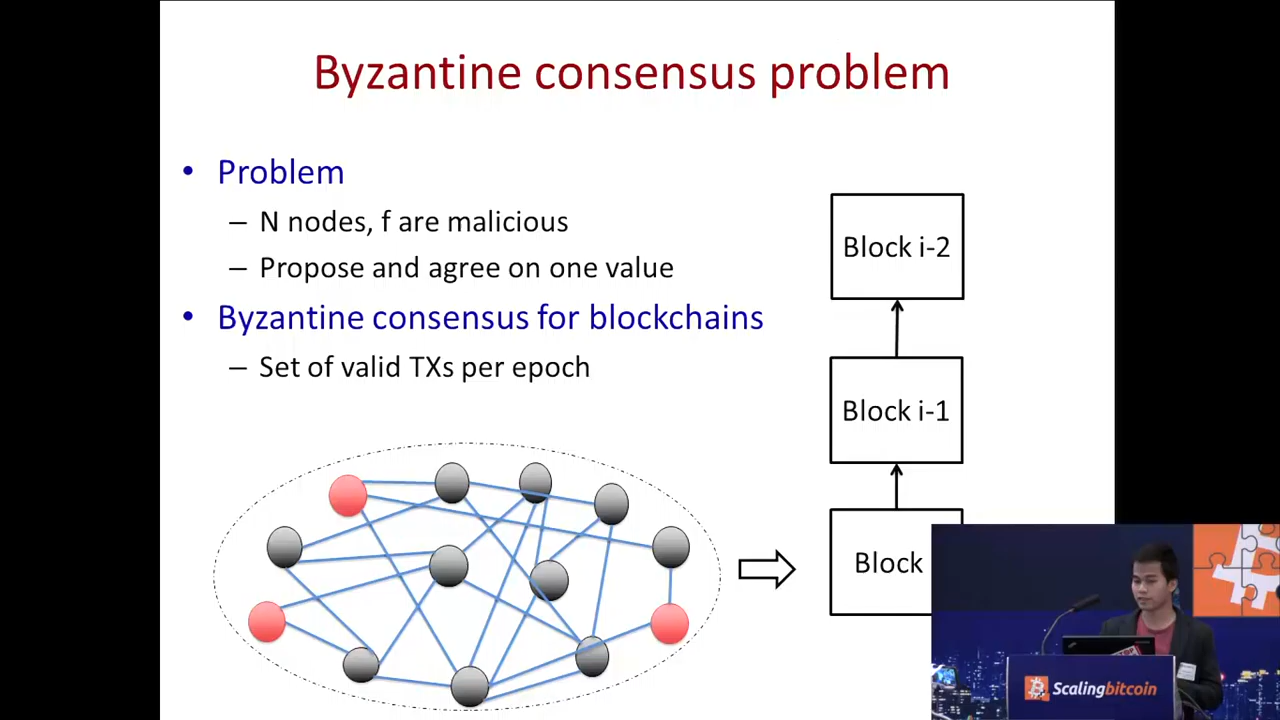 Byzantine consensus problem
• Problem
– N nodes, f are malicious
– Propose and agree on one value
• Byzantine consensus for blockchains
– Set of valid TXs per epoch
Block i-2
Block i-1
Block
Scalingbitcoin